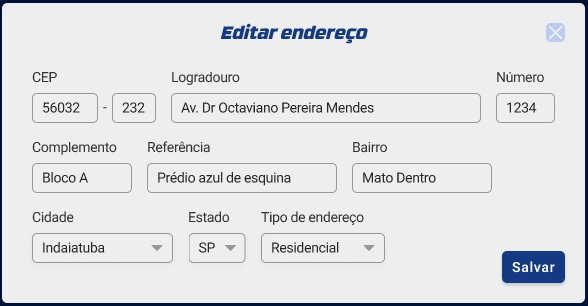 Editar endereço
CEP Logradouro Número
56032 - 232 Av. Dr Octaviano Pereira Mendes 1234
Complemento Referência Bairro
Bloco A Prédio azul de esquina Mato Dentro
Cidade Estado Tipo de endereço
Indaiatuba SP Residencial
Salvar